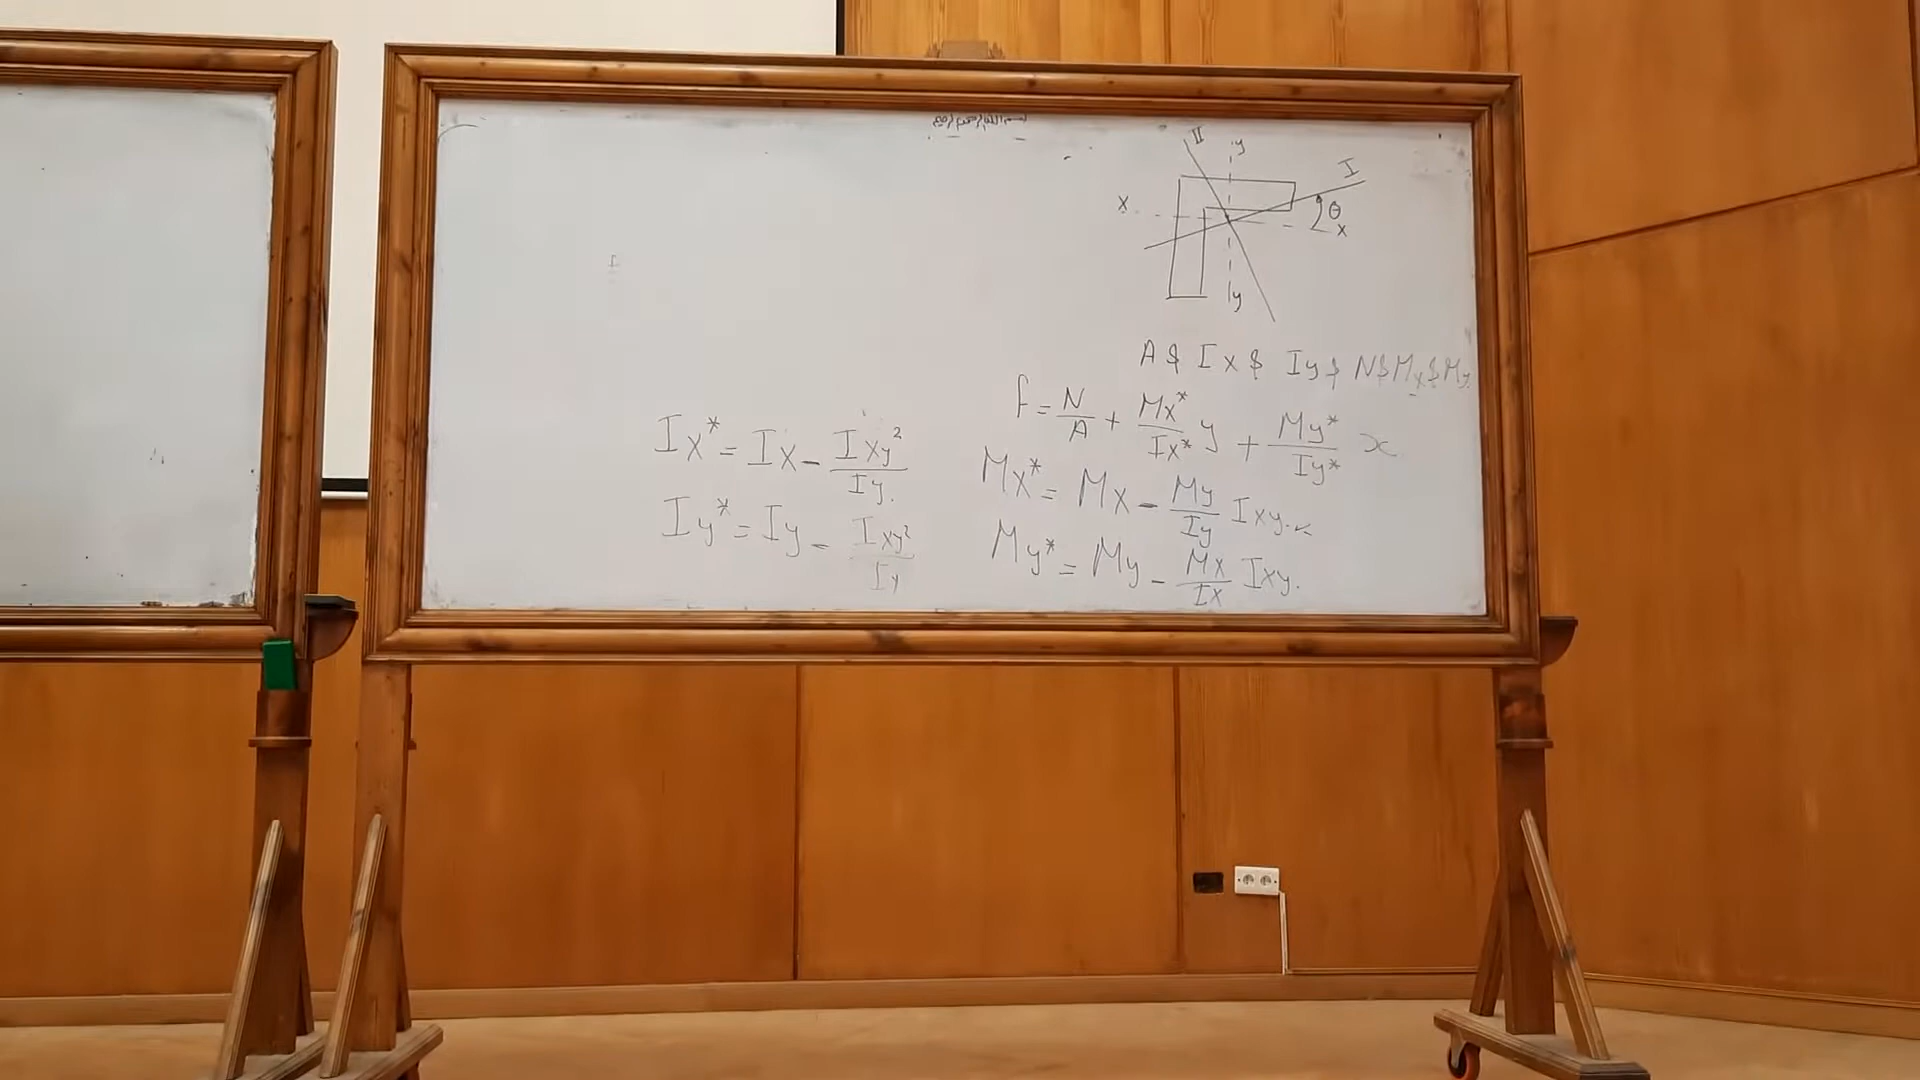 II y
I
X θ
x
y
A & Ix & Iy & N & Mx & My
f = N/A + Mx*/Ix* y + My*/Iy* x
Mx* = Mx - My/Iy Ixy.
My* = My - Mx/Ix Ixy.
Ix* = Ix - Ixy²/Iy.
Iy* = Iy - Ixy²/Iy